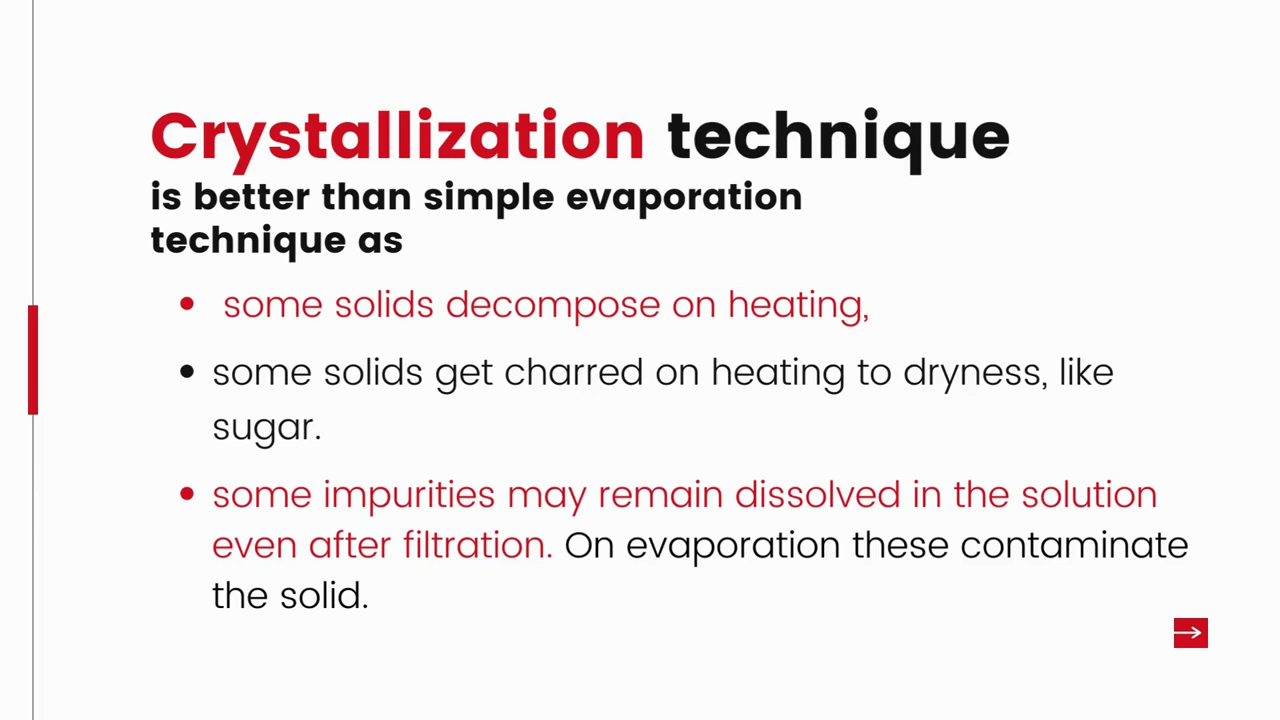 Crystallization technique
is better than simple evaporation
technique as
• some solids decompose on heating,
• some solids get charred on heating to dryness, like
sugar.
• some impurities may remain dissolved in the solution
even after filtration. On evaporation these contaminate
the solid.